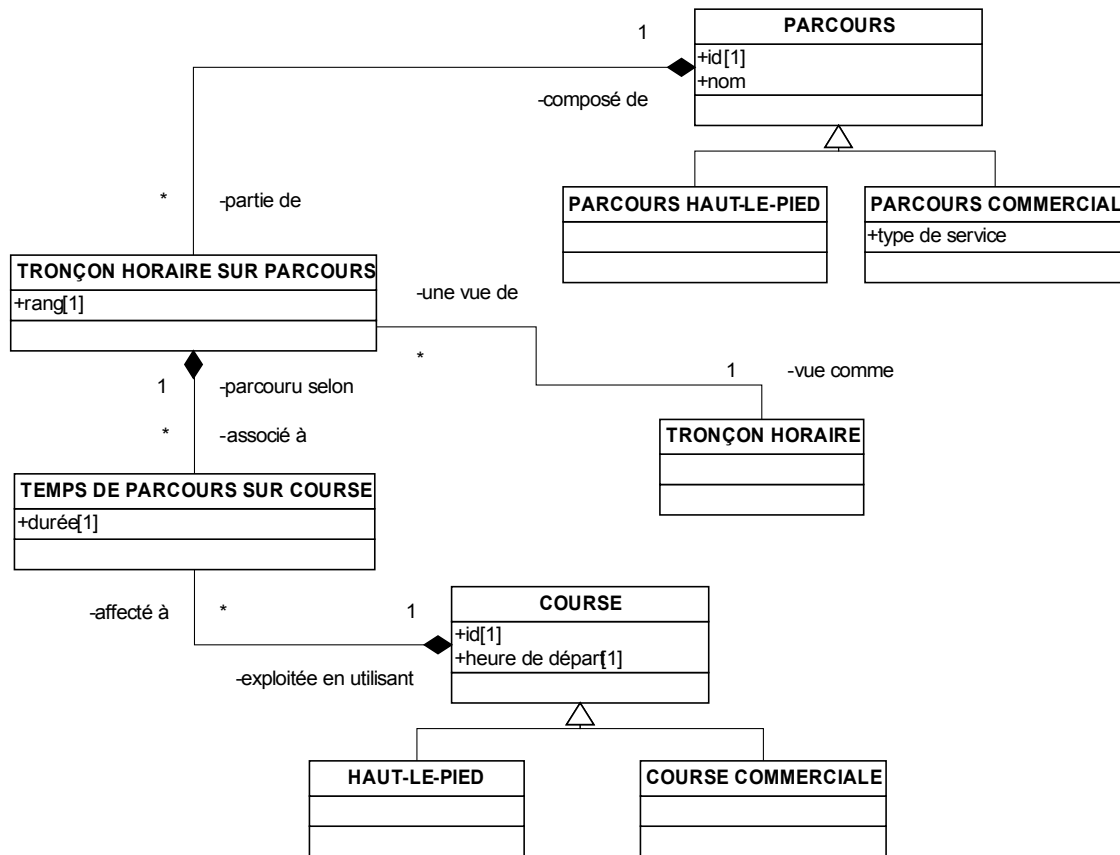 PARCOURS
1
+id[1]
+nom
-composé de
*
-partie de
PARCOURS HAUT-LE-PIED
PARCOURS COMMERCIAL
+type de service
TRONÇON HORAIRE SUR PARCOURS
+rang[1]
-une vue de
*
1
-vue comme
1
-parcouru selon
*
-associé à
TRONÇON HORAIRE
TEMPS DE PARCOURS SUR COURSE
+durée[1]
-affecté à
*
1
COURSE
+id[1]
+heure de départ[1]
-exploitée en utilisant
HAUT-LE-PIED
COURSE COMMERCIALE